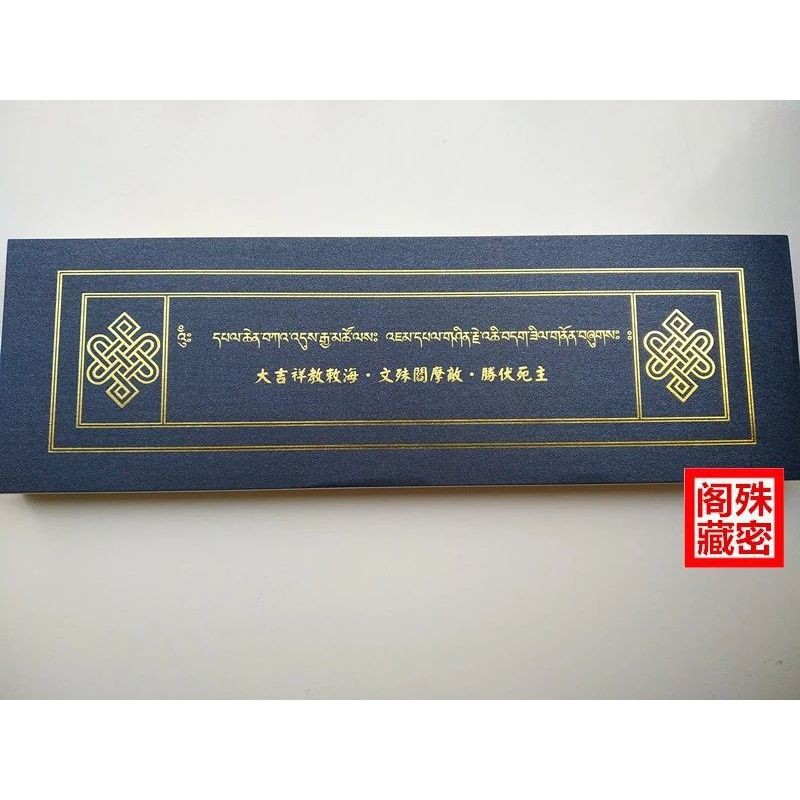 ༄༅ཿ དཔལ་ཆེན་བཀའ་འདུས་རྒྱ་མཚོ་ལསཿ འཇམ་དཔལ་གཤིན་རྗེ་འཆི་བདག་ཟིལ་གནོན་བཞུགསཿ ཿ
大吉祥教敕海·文殊閻摩敵·勝伏死主
殊密
阁藏